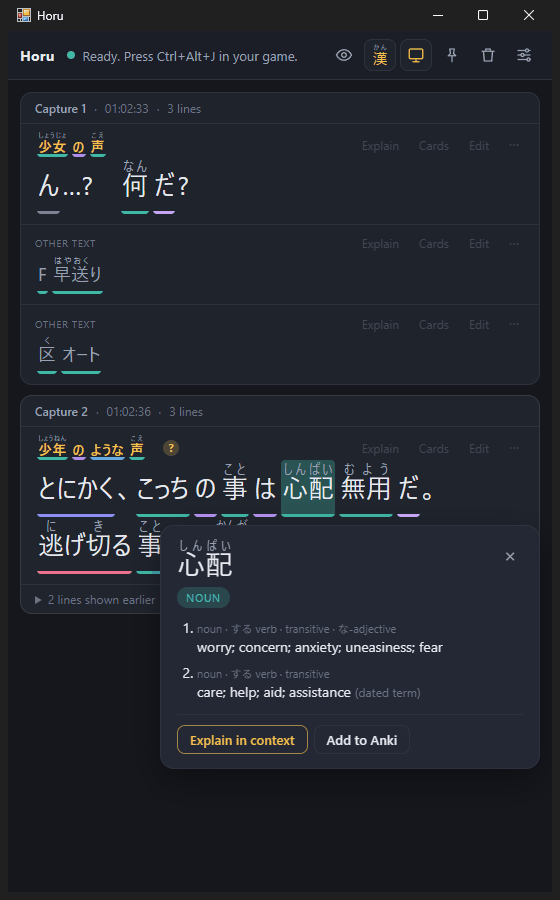 Horu
Horu Ready. Press Ctrl+Alt+J in your game. かん 漢
Capture 1 · 01:02:33 · 3 lines
しょうじょ こえ
少女 の 声 Explain Cards Edit ···
なん
ん…? 何 だ?
OTHER TEXT Explain Cards Edit ···
はやおく
F 早送り
OTHER TEXT Explain Cards Edit ···
く
区 オート
Capture 2 · 01:02:36 · 3 lines
しょうねん こえ
少年 の ような 声 ? Explain Cards Edit ···
こと しんぱい むよう
とにかく、こっち の 事 は 心配 無用 だ。
に き こと
逃げ切る 事
▶ 2 lines shown earlier
しんぱい
心配 ×
NOUN
1. noun · する verb · transitive · な-adjective
worry; concern; anxiety; uneasiness; fear
2. noun · する verb · transitive
care; help; aid; assistance (dated term)
Explain in context Add to Anki